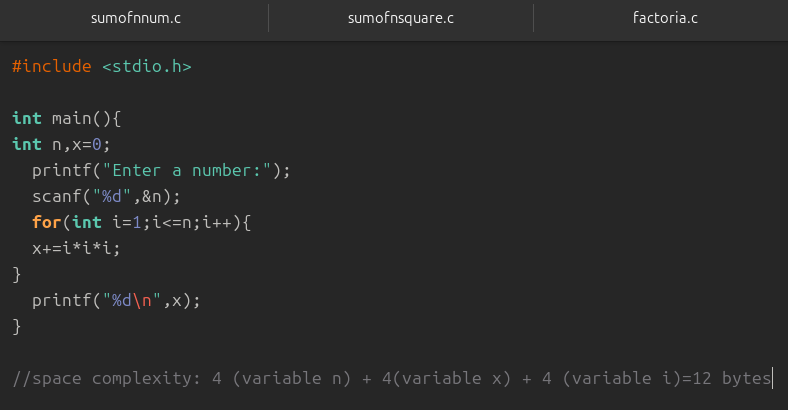 sumofnnum.c sumofnsquare.c factoria.c
#include <stdio.h>
int main(){
int n,x=0;
printf("Enter a number:");
scanf("%d",&n);
for(int i=1;i<=n;i++){
x+=i*i*i;
}
printf("%d\n",x);
}
//space complexity: 4 (variable n) + 4(variable x) + 4 (variable i)=12 bytes